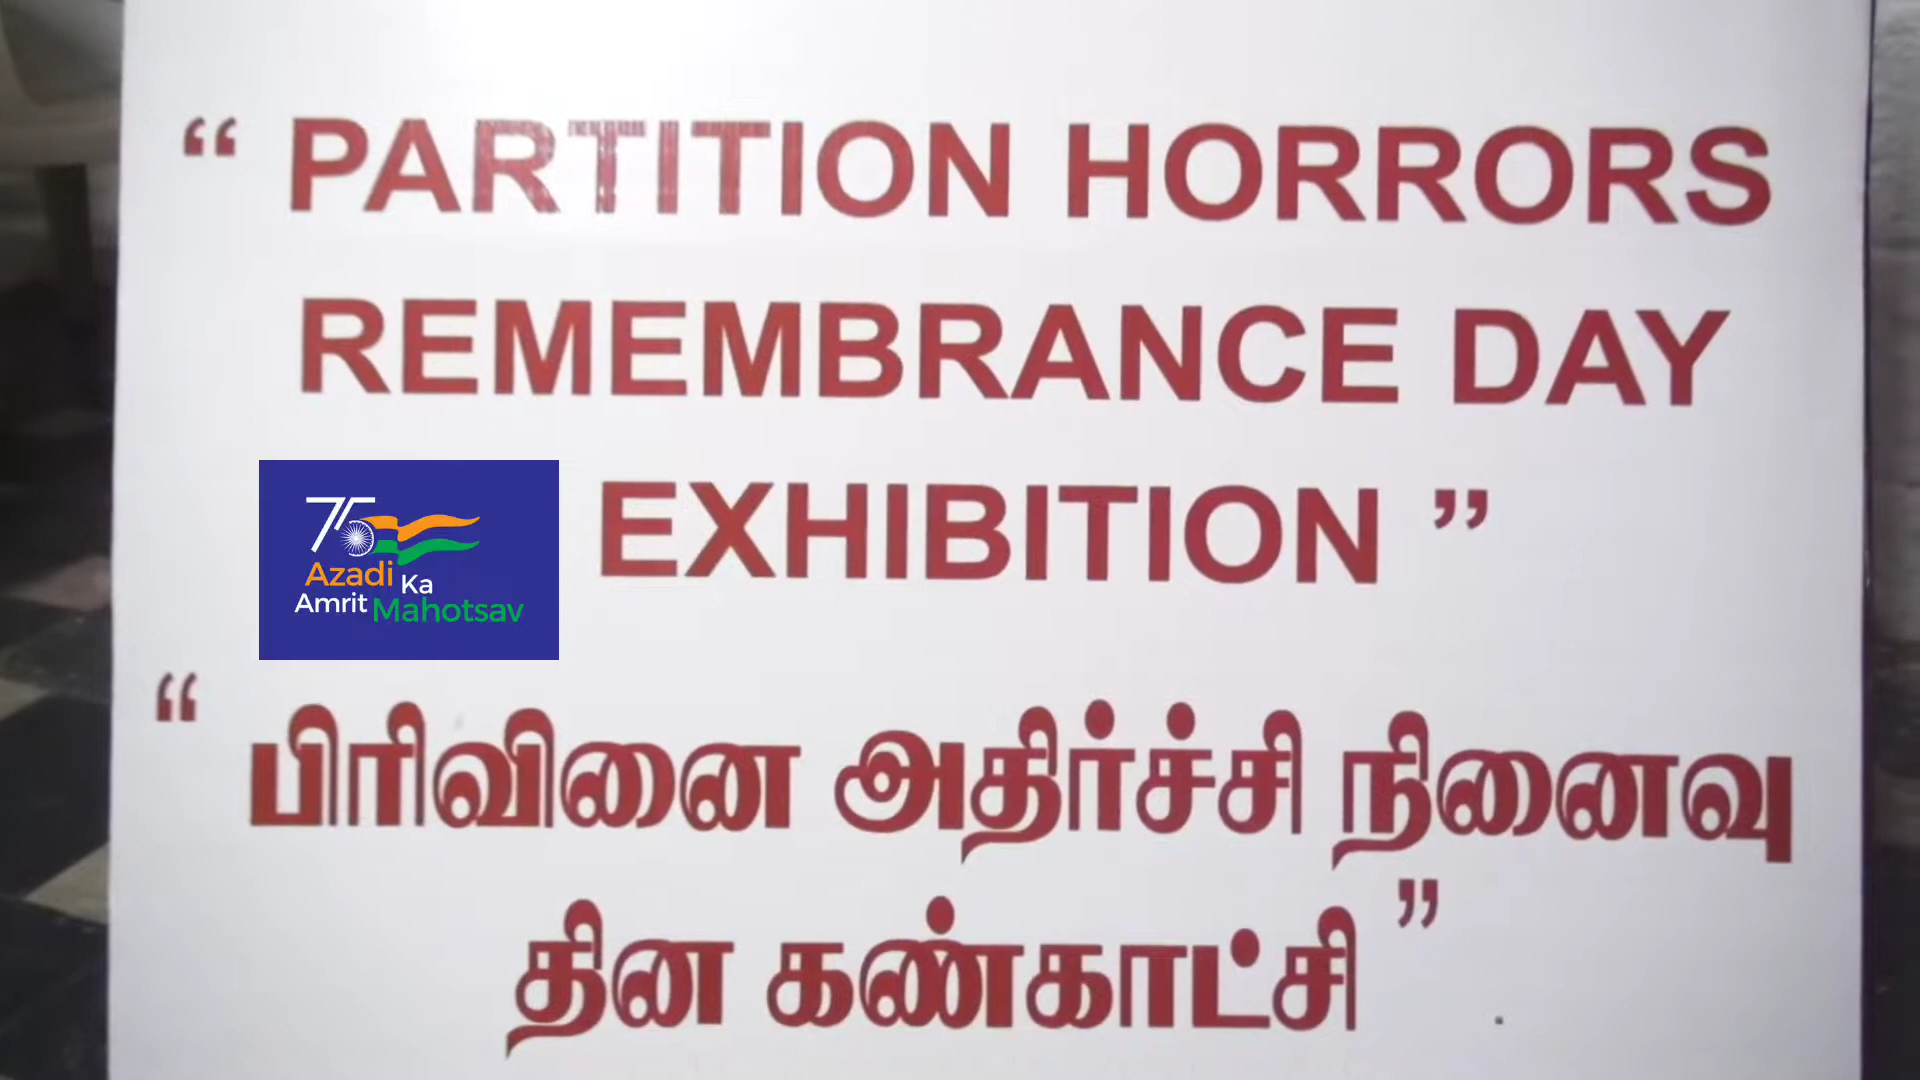 “ PARTITION HORRORS
REMEMBRANCE DAY
EXHIBITION ”
75
Azadi Ka
Amrit Mahotsav
“ பிரிவினை அதிர்ச்சி நினைவு
தின கண்காட்சி ”